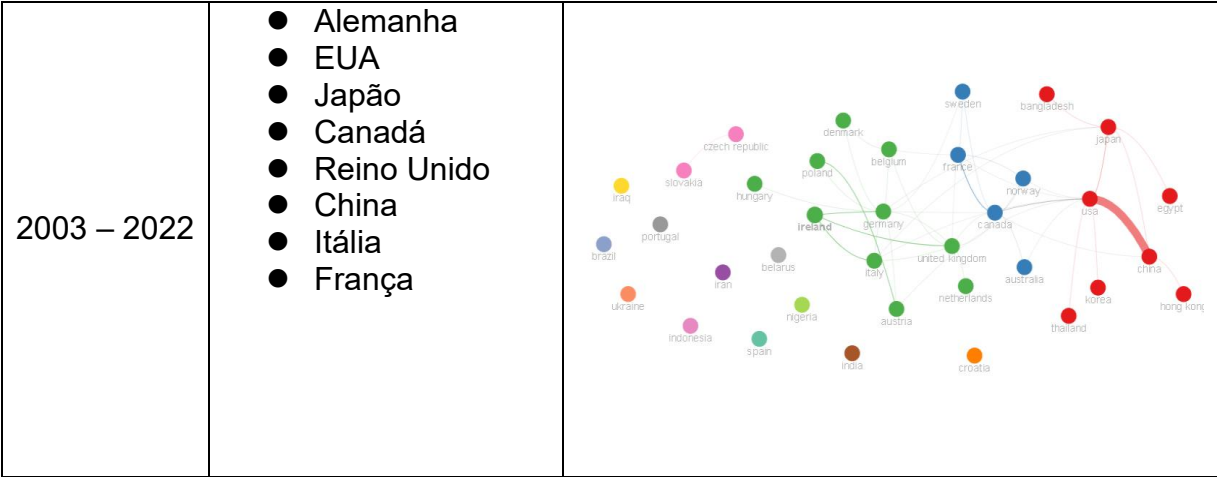 2003 – 2022
● Alemanha
● EUA
● Japão
● Canadá
● Reino Unido
● China
● Itália
● França
sweden
bangladesh
denmark
japan
czech republic
belgium
france
poland
slovakia
norway
iraq
hungary
usa
egypt
ireland
germany
canada
portugal
brazil
belarus
italy
united kingdom
china
australia
iran
netherlands
korea
ukraine
hong kong
nigeria
austria
thailand
indonesia
spain
india
croatia